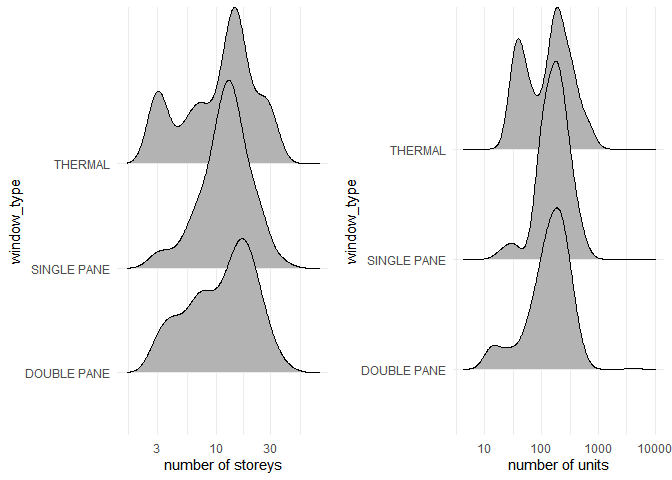 window_type
THERMAL
SINGLE PANE
DOUBLE PANE
3 10 30
number of storeys
window_type
THERMAL
SINGLE PANE
DOUBLE PANE
10 100 1000 10000
number of units